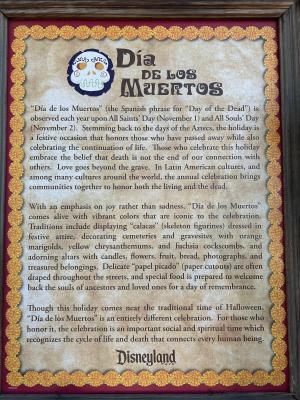 Día
DE LOS
MUERTOS
"Día de los Muertos" (the Spanish phrase for "Day of the Dead") is
observed each year upon All Saints' Day (November 1) and All Souls' Day
(November 2). Stemming back to the days of the Aztecs, the holiday is
a festive occasion that honors those who have passed away while also
celebrating the continuation of life. Those who celebrate this holiday
embrace the belief that death is not the end of our connection with
others. Love goes beyond the grave. In Latin American cultures, and
among many cultures around the world, the annual celebration brings
communities together to honor both the living and the dead.
With an emphasis on joy rather than sadness, "Día de los Muertos"
comes alive with vibrant colors that are iconic to the celebration.
Traditions include displaying "calacas" (skeleton figurines) dressed in
festive attire, decorating cemeteries and gravesites with orange
marigolds, yellow chrysanthemums, and fuchsia cockscombs, and
adorning altars with candles, flowers, fruit, bread, photographs, and
treasured belongings. Delicate "papel picado" (paper cutouts) are often
draped throughout the streets, and special food is prepared to welcome
back the souls of ancestors and loved ones for a day of remembrance.
Though this holiday comes near the traditional time of Halloween,
"Día de los Muertos" is an entirely different celebration. For those who
honor it, the celebration is an important social and spiritual time which
recognizes the cycle of life and death that connects every human being.
Disneyland